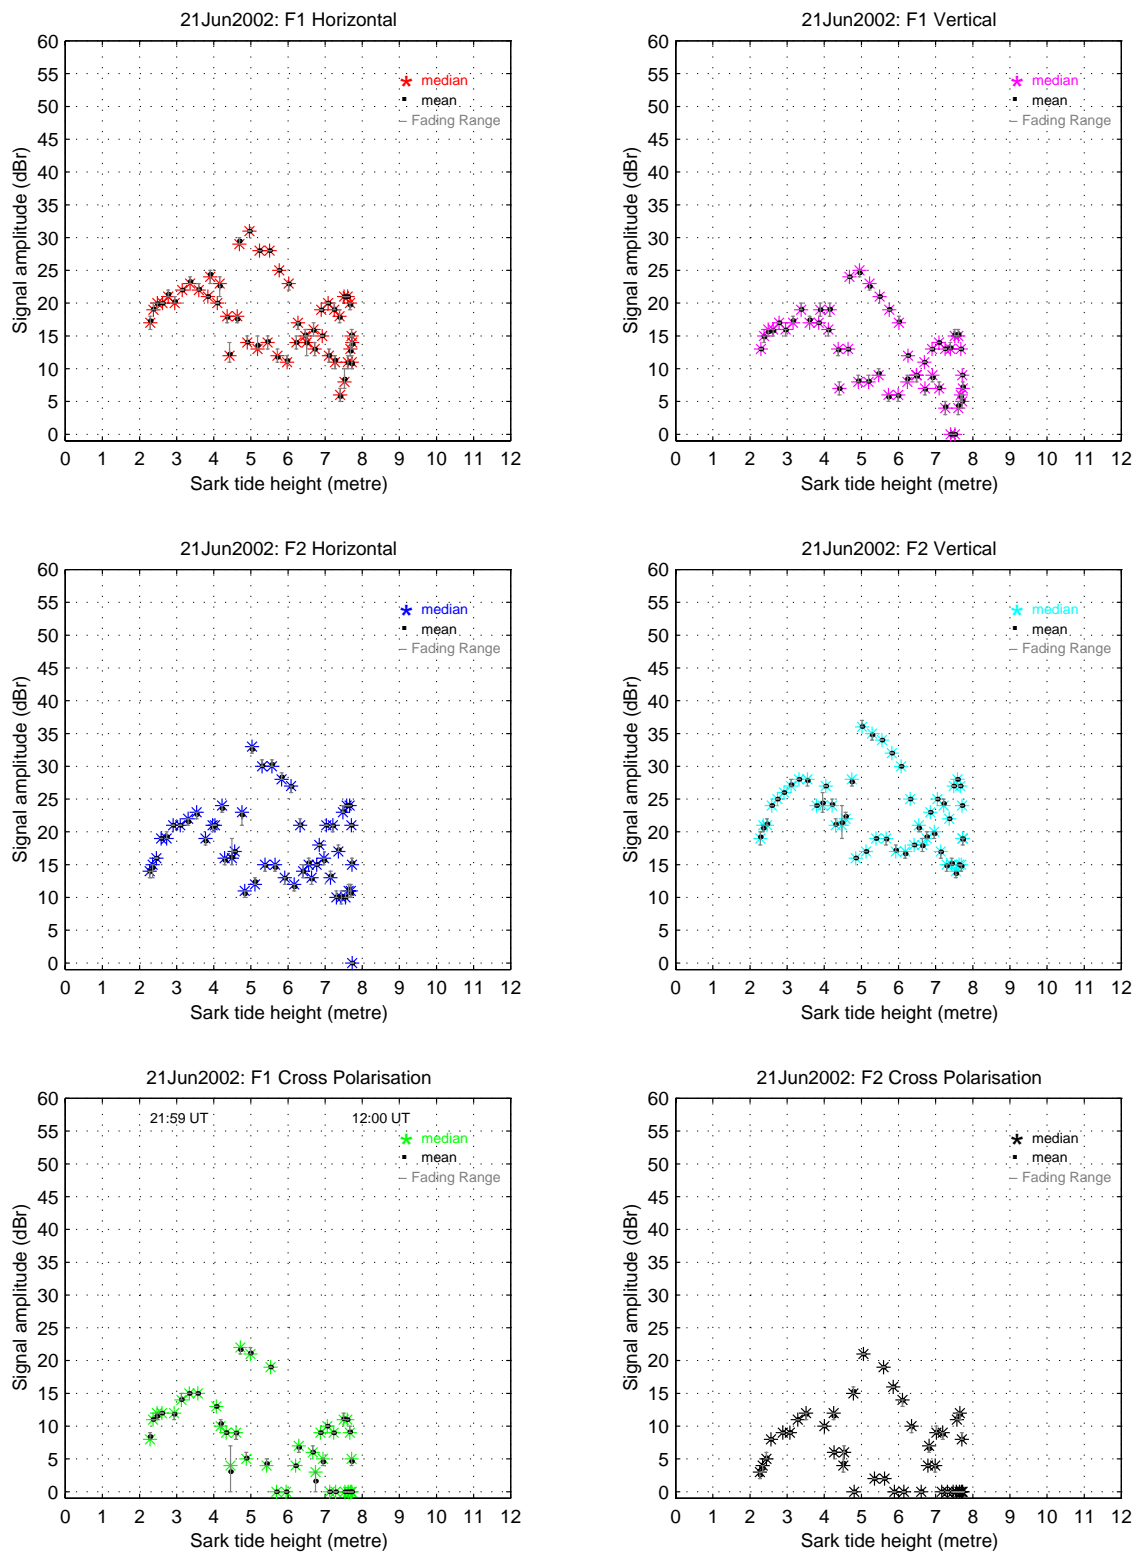 21Jun2002: F1 Horizontal
60
55
50
45
40
35
30
25
20
15
10
5
0
Signal amplitude (dBr)
median
mean
Fading Range
0 1 2 3 4 5 6 7 8 9 10 11 12
Sark tide height (metre)
21Jun2002: F1 Vertical
60
55
50
45
40
35
30
25
20
15
10
5
0
Signal amplitude (dBr)
median
mean
Fading Range
0 1 2 3 4 5 6 7 8 9 10 11 12
Sark tide height (metre)
21Jun2002: F2 Horizontal
60
55
50
45
40
35
30
25
20
15
10
5
0
Signal amplitude (dBr)
median
mean
Fading Range
0 1 2 3 4 5 6 7 8 9 10 11 12
Sark tide height (metre)
21Jun2002: F2 Vertical
60
55
50
45
40
35
30
25
20
15
10
5
0
Signal amplitude (dBr)
median
mean
Fading Range
0 1 2 3 4 5 6 7 8 9 10 11 12
Sark tide height (metre)
21Jun2002: F1 Cross Polarisation
60
55
50
45
40
35
30
25
20
15
10
5
0
Signal amplitude (dBr)
21:59 UT 12:00 UT
median
mean
Fading Range
0 1 2 3 4 5 6 7 8 9 10 11 12
Sark tide height (metre)
21Jun2002: F2 Cross Polarisation
60
55
50
45
40
35
30
25
20
15
10
5
0
Signal amplitude (dBr)
median
mean
Fading Range
0 1 2 3 4 5 6 7 8 9 10 11 12
Sark tide height (metre)